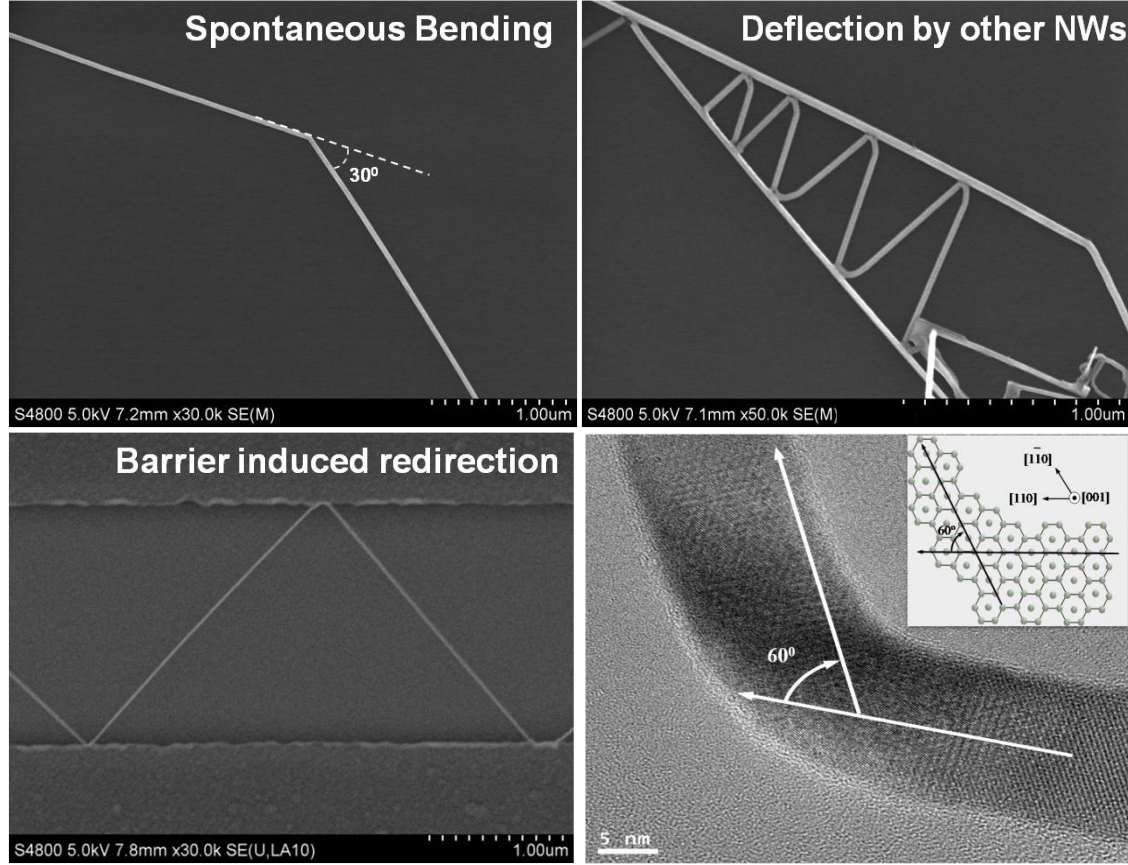 Spontaneous Bending
30⁰
S4800 5.0kV 7.2mm x30.0k SE(M)
1.00um
Deflection by other NWs
S4800 5.0kV 7.1mm x50.0k SE(M)
1.00um
Barrier induced redirection
S4800 5.0kV 7.8mm x30.0k SE(U,LA10)
1.00um
[11̄0]
[110]
[001]
60⁰
60⁰
5 nm